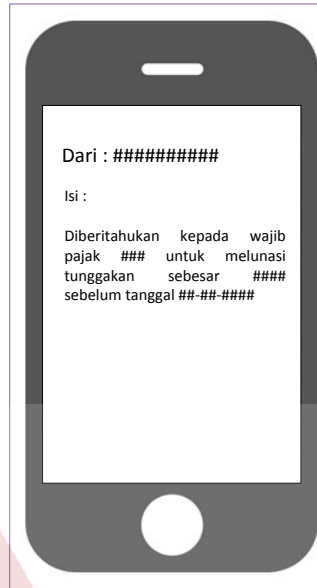 Dari : ##########
Isi :
Diberitahukan kepada wajib
pajak ### untuk melunasi
tunggakan sebesar ####
sebelum tanggal ##-##-####